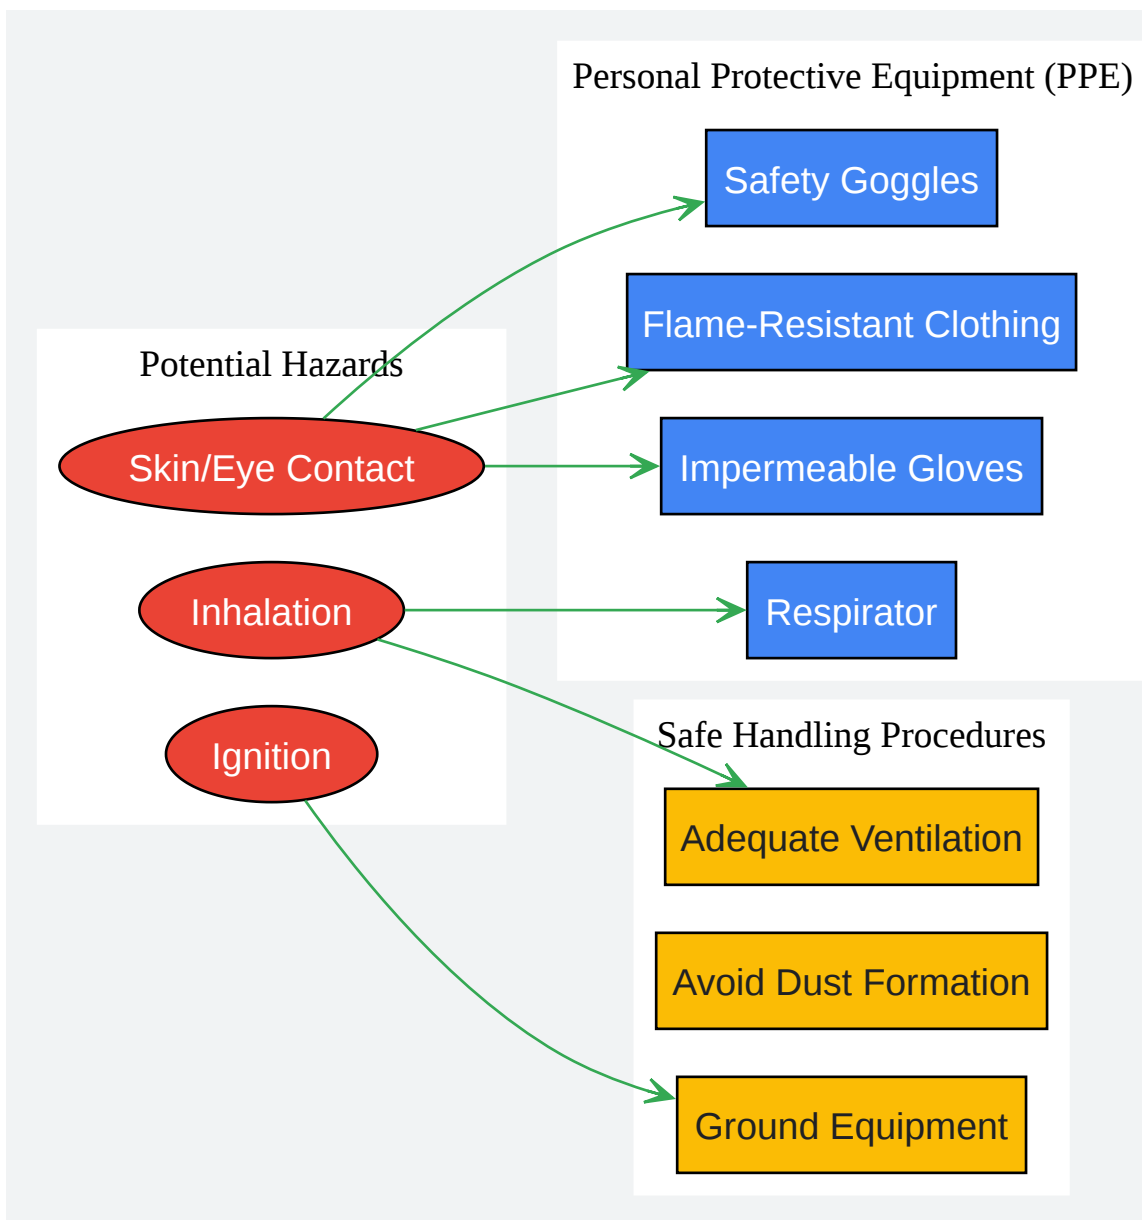 Personal Protective Equipment (PPE)
Safety Goggles
Flame-Resistant Clothing
Impermeable Gloves
Respirator
Potential Hazards
Skin/Eye Contact
Inhalation
Ignition
Safe Handling Procedures
Adequate Ventilation
Avoid Dust Formation
Ground Equipment